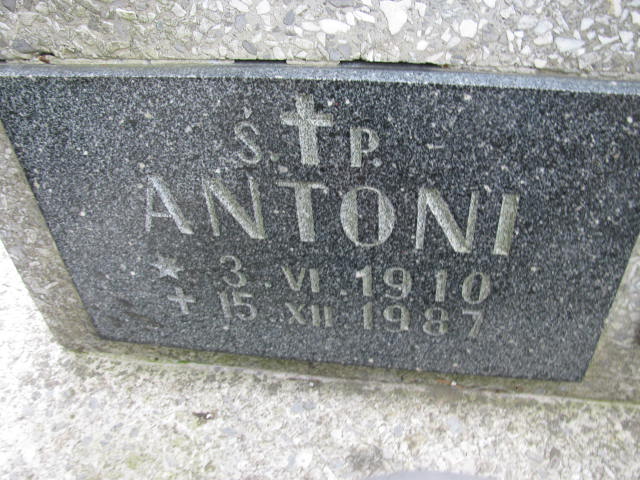 Ś. P.
ANTONI
* 3 VI 1910
+ 15 XII 1987